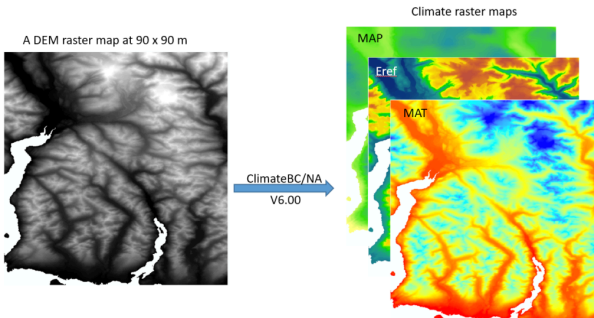 Climate raster maps
A DEM raster map at 90 x 90 m
MAP
Eref
MAT
ClimateBC/NA
V6.00